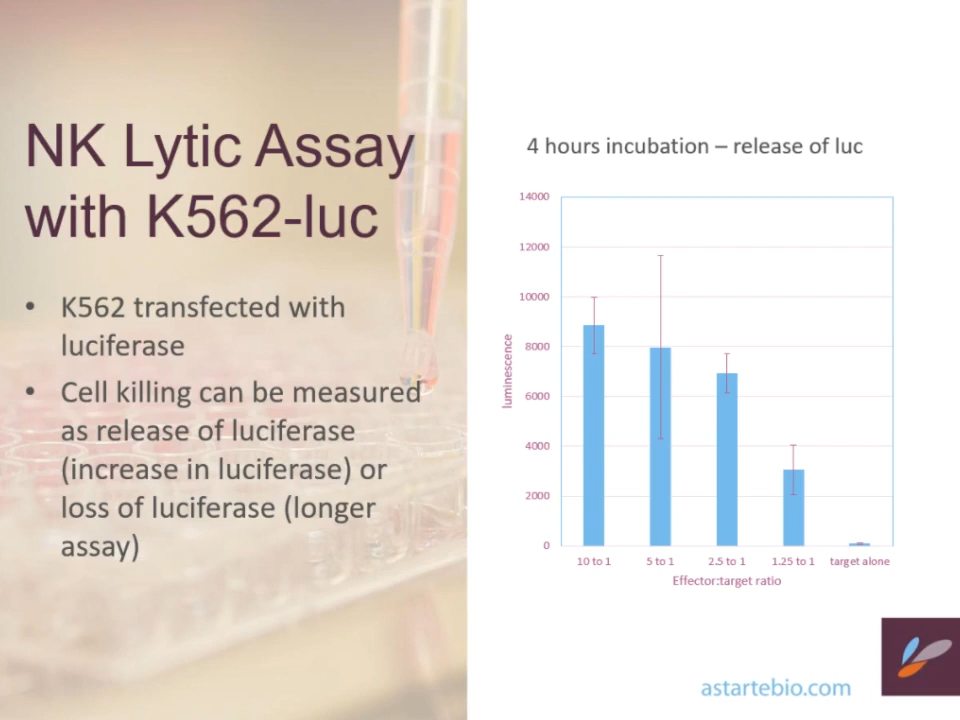 NK Lytic Assay
with K562-luc
• K562 transfected with
luciferase
• Cell killing can be measured
as release of luciferase
(increase in luciferase) or
loss of luciferase (longer
assay)
4 hours incubation – release of luc
14000
12000
10000
8000
6000
4000
2000
0
luminescence
10 to 1
5 to 1
2.5 to 1
1.25 to 1
target alone
Effector:target ratio
astartebio.com